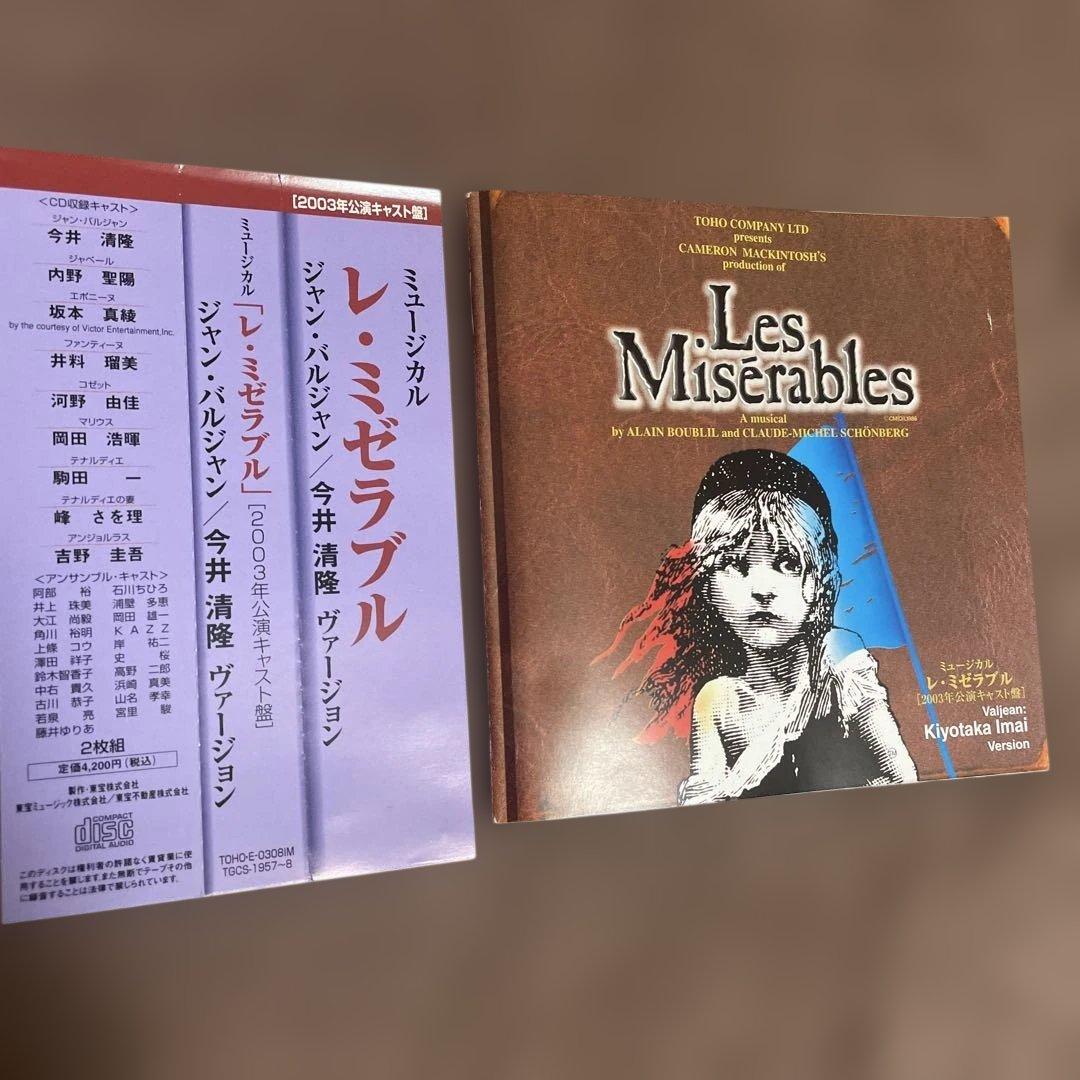 [2003年公演キャスト盤]
ミュージカル
レ・ミゼラブル
ジャン・バルジャン/今井 清隆 ヴァージョン
ミュージカル「レ・ミゼラブル」[2003年公演キャスト盤]
ジャン・バルジャン/今井 清隆 ヴァージョン
TOHO-E-0308IM
TGCS-1957~8
<CD収録キャスト>
ジャン・バルジャン
今井 清隆
ジャベール
内野 聖陽
エポニーヌ
坂本 真綾
by the courtesy of Victor Entertainment,Inc.
ファンティーヌ
井料 瑠美
コゼット
河野 由佳
マリウス
岡田 浩暉
テナルディエ
駒田 一
テナルディエの妻
峰 さを理
アンジョルラス
吉野 圭吾
<アンサンブル・キャスト>
阿部 裕 石川ちひろ
井上 珠美 浦壁 多恵
大江 尚毅 岡田 雄一
角川 裕明 KAZZ
上條 コウ 岸 祐二
澤田 祥子 史 桜
鈴木智香子 高野 二郎
中右 貴久 浜崎 真美
古川 恭子 山名 孝幸
若泉 亮 宮里 駿
藤井ゆりあ
2枚組
定価4,200円(税込)
製作・東宝株式会社
東宝ミュージック株式会社/東宝不動産株式会社
COMPACT
disc
DIGITAL AUDIO
このディスクは権利者の許諾なく賃貸業に使
用することを禁じます。また無断でテープその他
に録音することは法律で禁じられています。
TOHO COMPANY LTD
presents
CAMERON MACKINTOSH'S
production of
Les
Misérables
©CMI
A musical
by ALAIN BOUBLIL and CLAUDE-MICHEL SCHÖNBERG
ミュージカル
レ・ミゼラブル
[2003年公演キャスト盤]
Valjean:
Kiyotaka Imai
Version